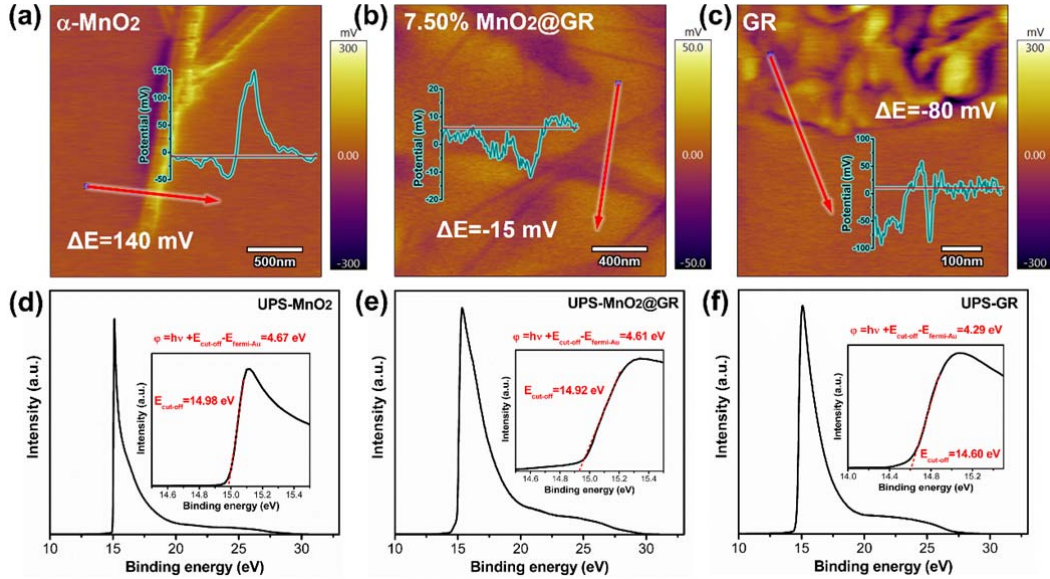 (a)
α-MnO2
mV
300
0.00
-300
Potential (mV)
150
100
50
0
-50
ΔE=140 mV
500nm
(b)
7.50% MnO2@GR
mV
50.0
0.00
-50.0
Potential (mV)
20
10
0
-10
-20
ΔE=-15 mV
400nm
(c)
GR
mV
300
0.00
-300
ΔE=-80 mV
Potential (mV)
100
50
0
-50
-100
100nm
(d)
UPS-MnO2
φ =hν +Ecut-off-Efermi-Au=4.67 eV
Ecut-off=14.98 eV
Intensity (a.u.)
14.6 14.8 15.0 15.2 15.4
Binding energy (eV)
Intensity (a.u.)
10 15 20 25 30
Binding energy (eV)
(e)
UPS-MnO2@GR
φ =hν +Ecut-off-Efermi-Au=4.61 eV
Ecut-off=14.92 eV
Intensity (a.u.)
14.6 14.8 15.0 15.2 15.4
Binding energy (eV)
Intensity (a.u.)
10 15 20 25 30
Binding energy (eV)
(f)
UPS-GR
φ =hν +Ecut-off-Efermi-Au=4.29 eV
Ecut-off=14.60 eV
Intensity (a.u.)
14.0 14.4 14.8 15.2
Binding energy (eV)
Intensity (a.u.)
10 15 20 25 30
Binding energy (eV)